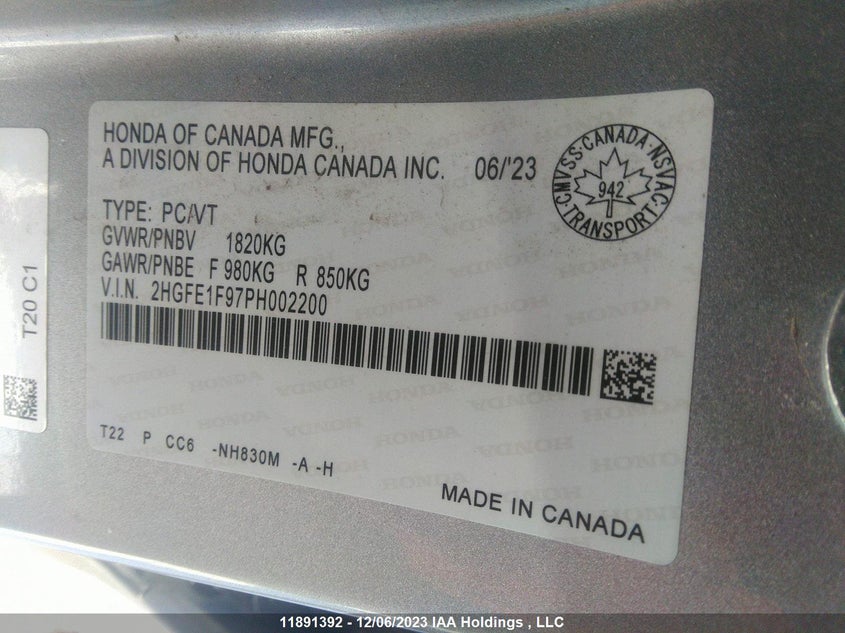 HONDA OF CANADA MFG.,
A DIVISION OF HONDA CANADA INC. 06/'23
CMVSS·CANADA·NSVAC·TRANSPORT·
942
TYPE: PC/VT
GVWR/PNBV 1820KG
GAWR/PNBE F 980KG R 850KG
V.I.N. 2HGFE1F97PH002200
T20 C1
T22 P CC6 -NH830M -A -H
MADE IN CANADA
11891392 - 12/06/2023 IAA Holdings , LLC